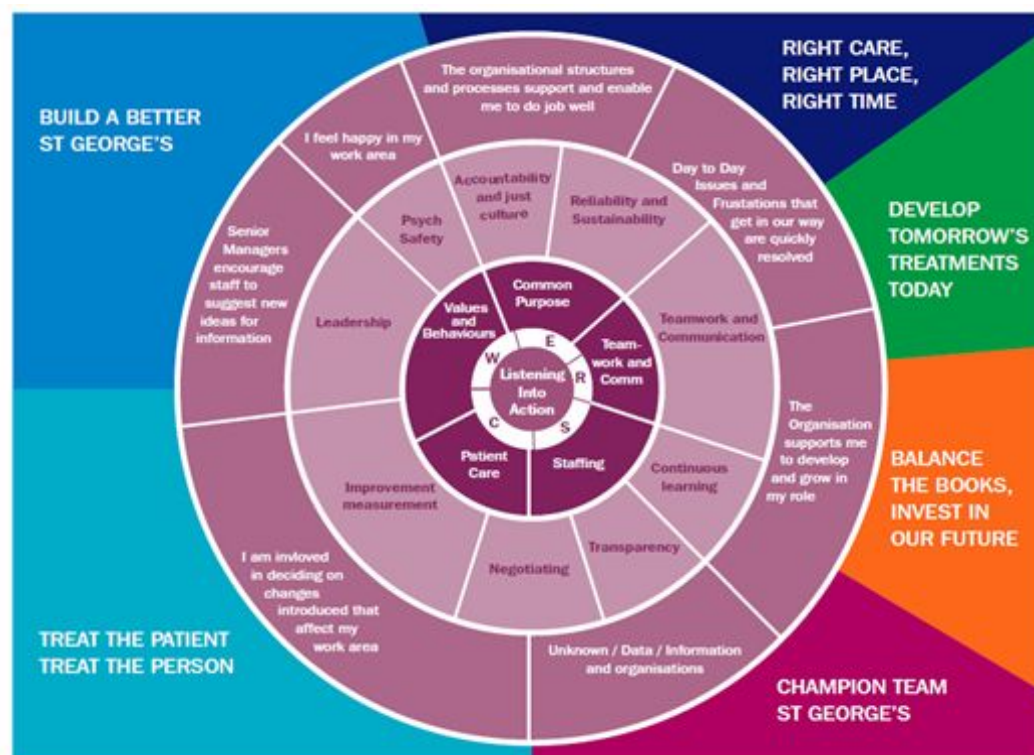 BUILD A BETTER
ST GEORGE'S
RIGHT CARE,
RIGHT PLACE,
RIGHT TIME
DEVELOP
TOMORROW'S
TREATMENTS
TODAY
BALANCE
THE BOOKS,
INVEST IN
OUR FUTURE
CHAMPION TEAM
ST GEORGE'S
TREAT THE PATIENT
TREAT THE PERSON
The organisational structures
and processes support and enable
me to do job well
Day to Day
Issues and
Frustations that
get in our way
are quickly
resolved
The
Organisation
supports me
to develop
and grow in
my role
Unknown / Data / Information
and organisations
I am invloved
in deciding on
changes
introduced that
affect my
work area
Senior
Managers
encourage
staff to
suggest new
ideas for
information
I feel happy in my
work area
Accountability
and just
culture
Reliability and
Sustainability
Teamwork and
Communication
Continuous
learning
Transparency
Negotiating
Improvement
measurement
Leadership
Psych
Safety
Common
Purpose
Team-
work and
Comm
Staffing
Patient
Care
Values
and
Behaviours
E
R
S
C
W
Listening
Into
Action